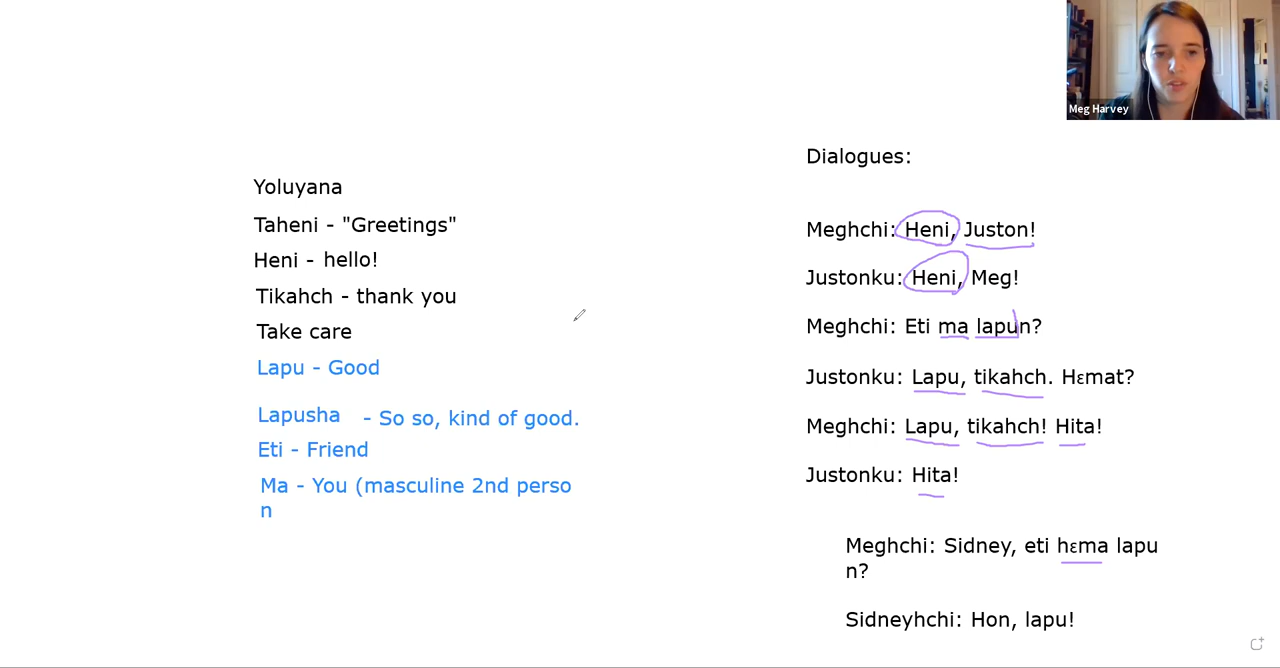 Meg Harvey
Yoluyana
Taheni - "Greetings"
Heni - hello!
Tikahch - thank you
Take care
Lapu - Good
Lapusha - So so, kind of good.
Eti - Friend
Ma - You (masculine 2nd perso
n
Dialogues:
Meghchi: Heni, Juston!
Justonku: Heni, Meg!
Meghchi: Eti ma lapun?
Justonku: Lapu, tikahch. Hɛmat?
Meghchi: Lapu, tikahch! Hita!
Justonku: Hita!
Meghchi: Sidney, eti hɛma lapu
n?
Sidneyhchi: Hon, lapu!